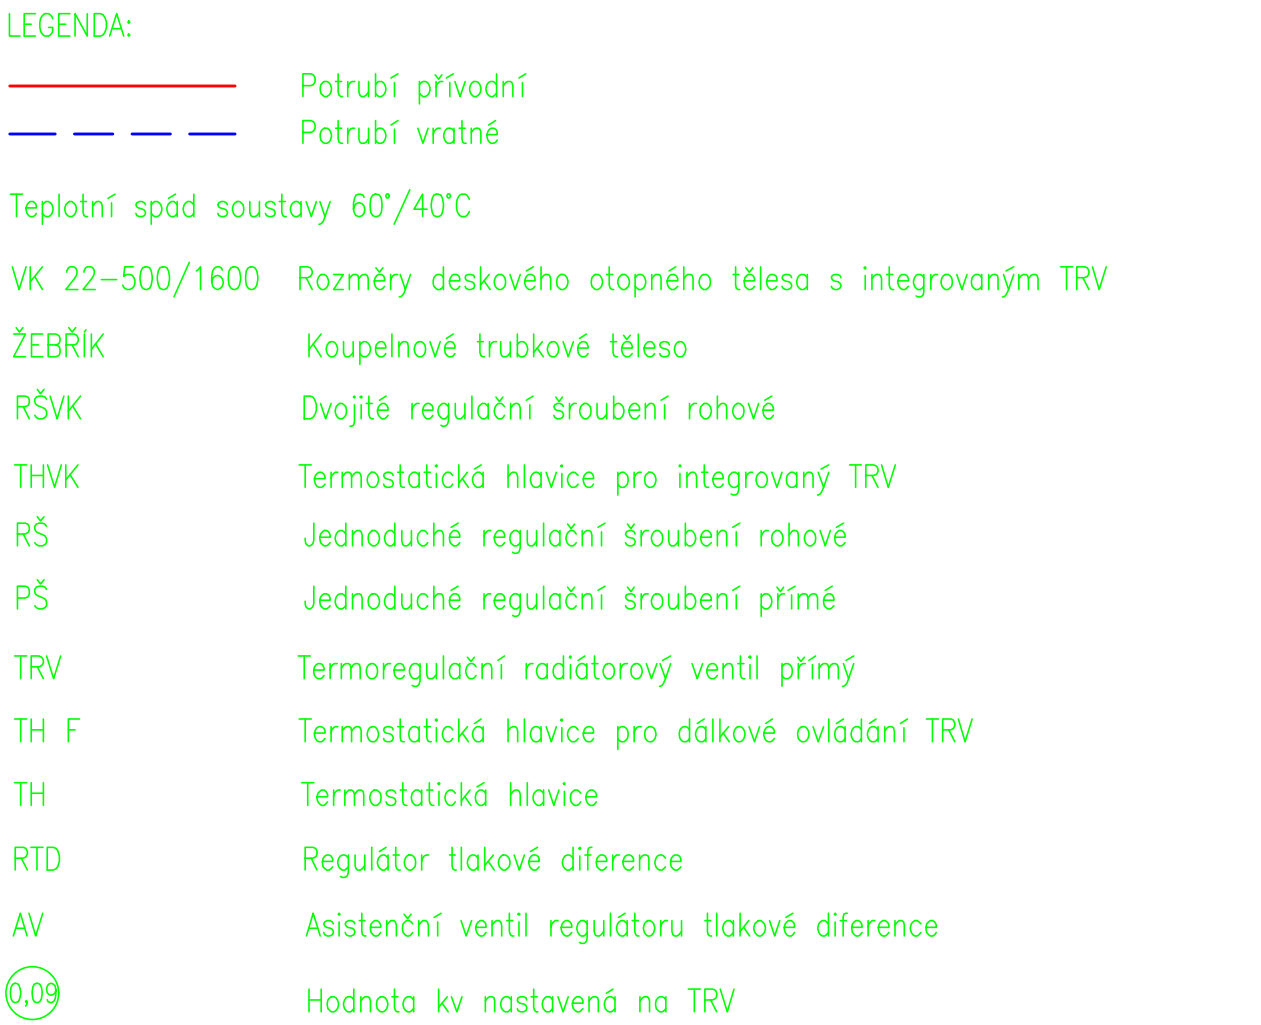 LEGENDA:
Potrubí přívodní
Potrubí vratné
Teplotní spád soustavy 60°/40°C
VK 22-500/1600 Rozměry deskového otopného tělesa s integrovaným TRV
ŽEBŘÍK Koupelnové trubkové těleso
RŠVK Dvojité regulační šroubení rohové
THVK Termostatická hlavice pro integrovaný TRV
RŠ Jednoduché regulační šroubení rohové
PŠ Jednoduché regulační šroubení přímé
TRV Termoregulační radiátorový ventil přímý
TH F Termostatická hlavice pro dálkové ovládání TRV
TH Termostatická hlavice
RTD Regulátor tlakové diference
AV Asistenční ventil regulátoru tlakové diference
0,09 Hodnota kv nastavená na TRV